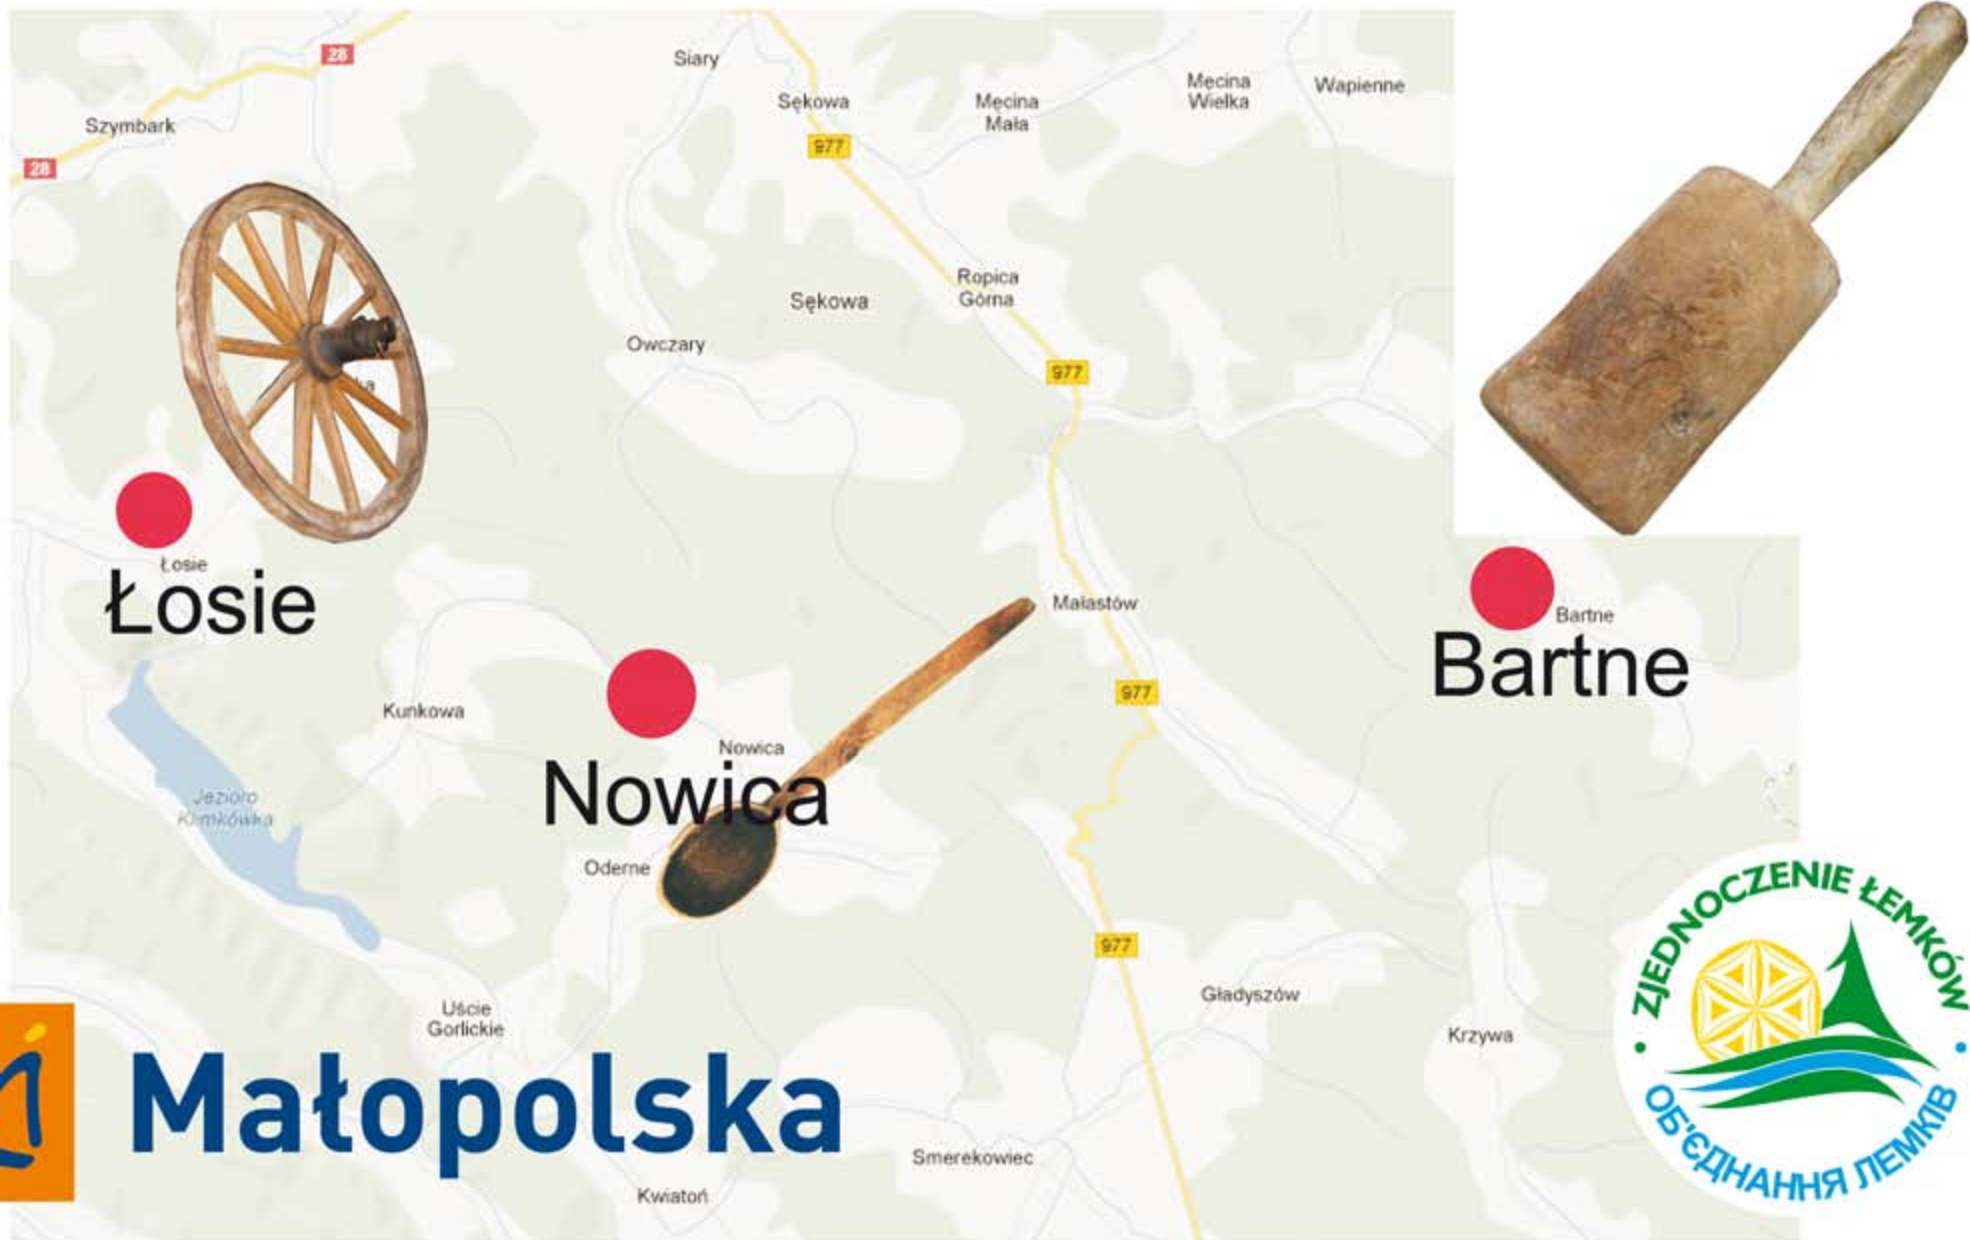 28
Siary
Sękowa
Męcina
Mała
Męcina
Wielka
Wapienne
Szymbark
977
28
Ropica
Górna
Sękowa
Owczary
977
Łosie
Łosie
Małastów
Bartne
Bartne
977
Kunkowa
Nowica
Nowica
Jezioro
Klimkówka
Oderne
977
ZJEDNOCZENIE ŁEMKÓW
ОБ'ЄДНАННЯ ЛЕМКІВ
Gładyszów
Uście
Gorlickie
Krzywa
Małopolska
Smerekowiec
Kwiatoń